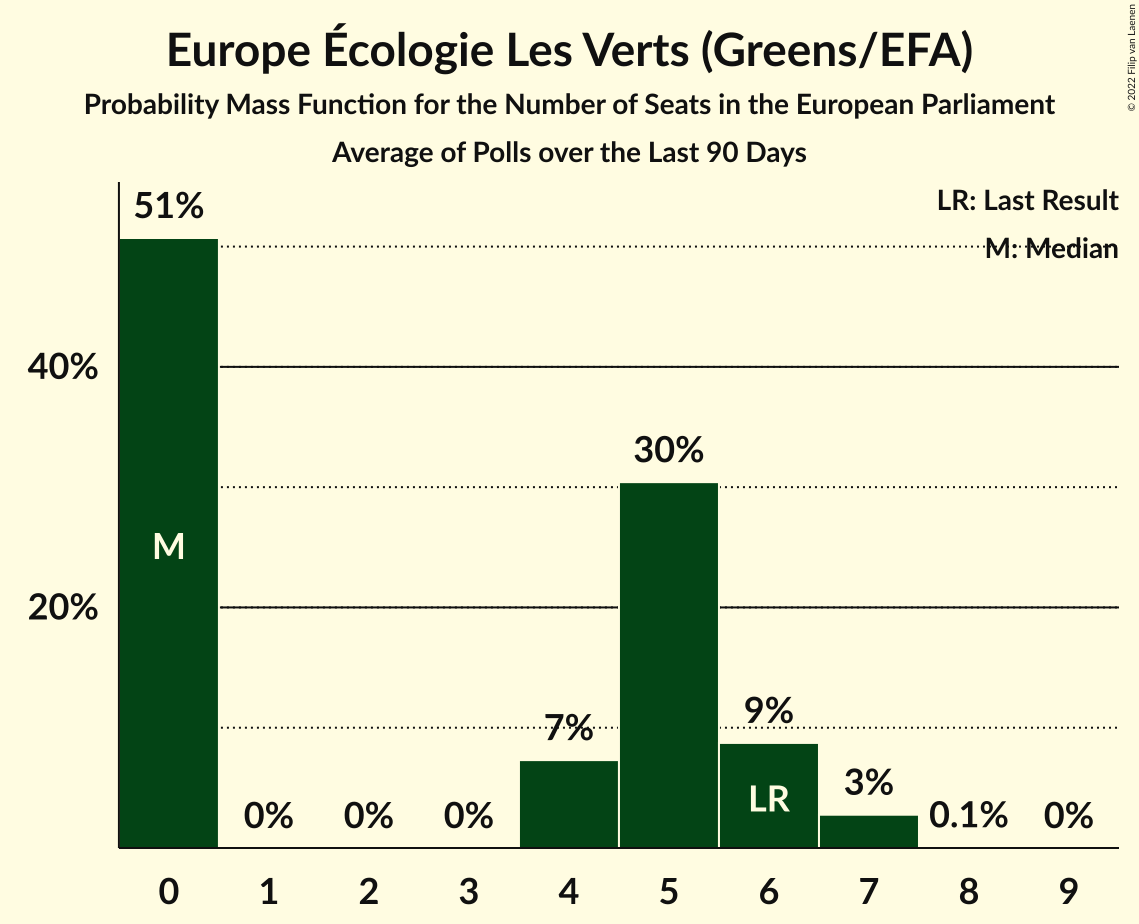 Europe Écologie Les Verts (Greens/EFA)
Probability Mass Function for the Number of Seats in the European Parliament
Average of Polls over the Last 90 Days
© 2022 Filip van Laenen
LR: Last Result
M: Median
51%
40%
30%
M
20%
9%
7%
LR
3%
0%
0%
0%
0.1%
0%
0 1 2 3 4 5 6 7 8 9